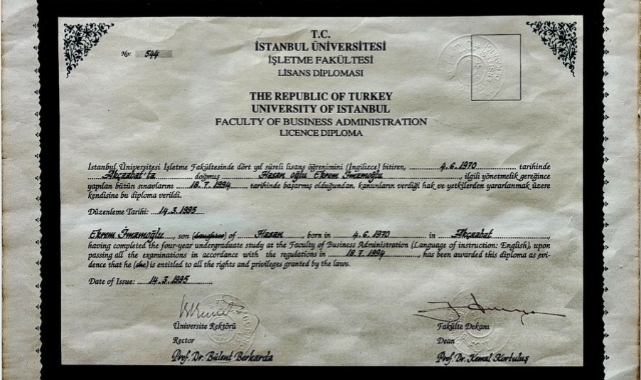 No: 544
T.C.
İSTANBUL ÜNİVERSİTESİ
İŞLETME FAKÜLTESİ
LİSANS DİPLOMASI
THE REPUBLIC OF TURKEY
UNIVERSITY OF ISTANBUL
FACULTY OF BUSINESS ADMINISTRATION
LICENCE DIPLOMA
İstanbul Üniversitesi İşletme Fakültesinde dört yıl süreli lisans öğrenimini (İngilizce) bitiren, 4.6.1970 tarihinde
Akçaabat'ta doğmuş Hasan oğlu Ekrem İmamoğlu, ilgili yönetmelik gereğince
yapılan bütün sınavlarını 18.7.1994 tarihinde başarmış olduğundan, kanunların verdiği hak ve yetkilerden yararlanmak üzere
kendisine bu diploma verildi.
Düzenleme Tarihi: 14.3.1995
Ekrem İmamoğlu, son (daughter) of Hasan born in 4.6.1970 in Akçaabat
having completed the four-year undergraduate study at the Faculty of Business Administration (Language of instruction: English), upon
passing all the examinations in accordance with the regulations in 18.7.1994, has been awarded this diploma as evi-
dence that he (she) is entitled to all the rights and privileges granted by the laws.
Date of Issue: 14.3.1995
Üniversite Rektörü
Rector
Prof. Dr. Bülent Berkarda
Fakülte Dekanı
Dean
Prof. Dr. Kemal Kurtuluş